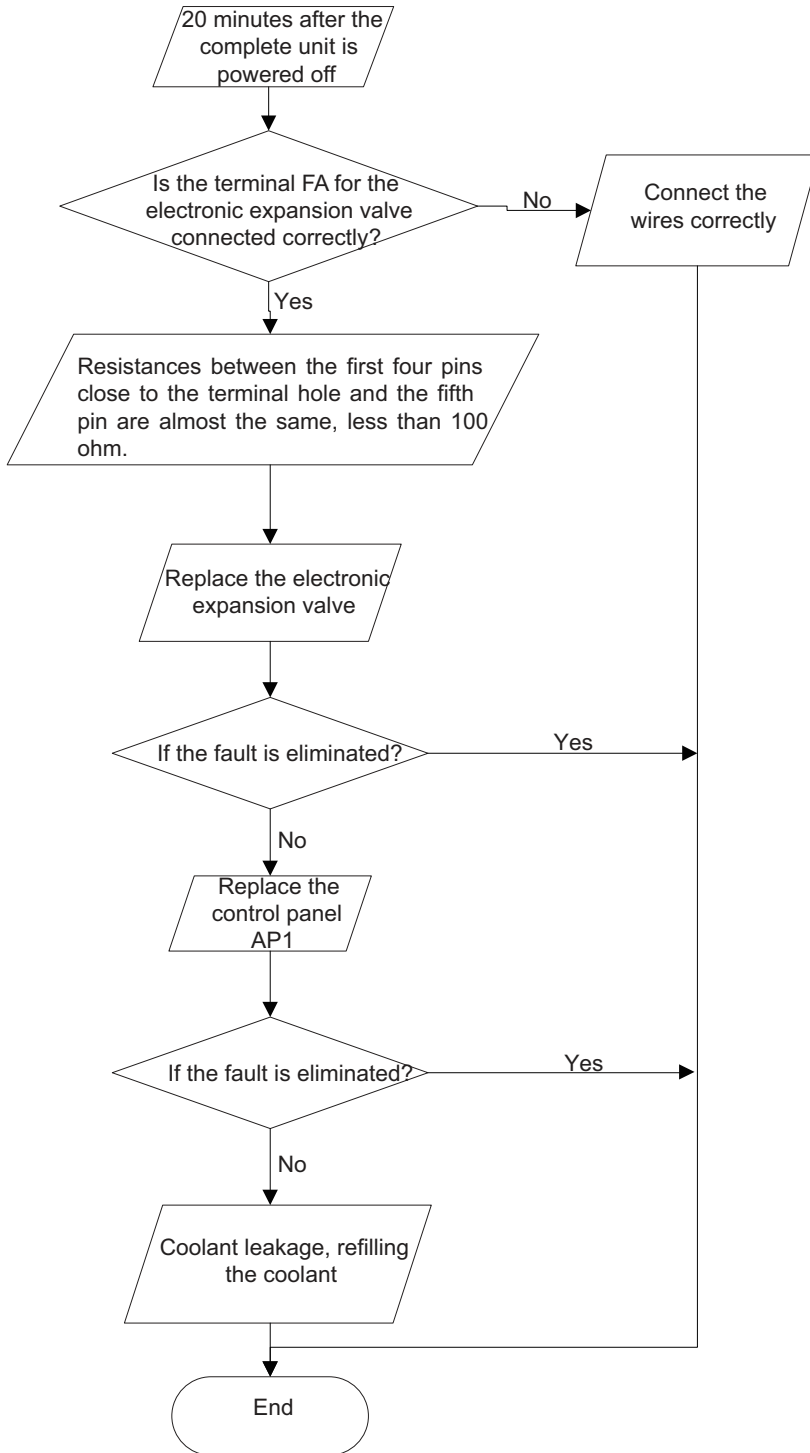 20 minutes after the
complete unit is
powered off
Is the terminal FA for the
electronic expansion valve
connected correctly?
No
Connect the
wires correctly
Yes
Resistances between the first four pins
close to the terminal hole and the fifth
pin are almost the same, less than 100
ohm.
Replace the electronic
expansion valve
If the fault is eliminated?
Yes
No
Replace the
control panel
AP1
If the fault is eliminated?
Yes
No
Coolant leakage, refilling
the coolant
End